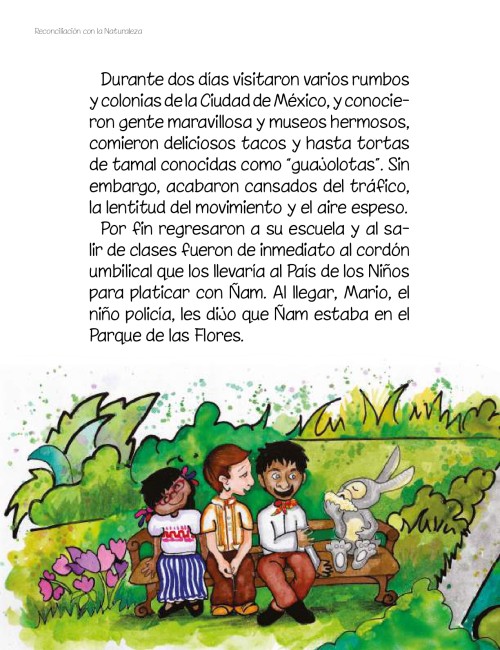 Reconciliación con la Naturaleza
Durante dos días visitaron varios rumbos
y colonias de la Ciudad de México, y conocie-
ron gente maravillosa y museos hermosos,
comieron deliciosos tacos y hasta tortas
de tamal conocidas como "guajolotas". Sin
embargo, acabaron cansados del tráfico,
la lentitud del movimiento y el aire espeso.
Por fin regresaron a su escuela y al sa-
lir de clases fueron de inmediato al cordón
umbilical que los llevaría al País de los Niños
para platicar con Ñam. Al llegar, Mario, el
niño policía, les dijo que Ñam estaba en el
Parque de las Flores.